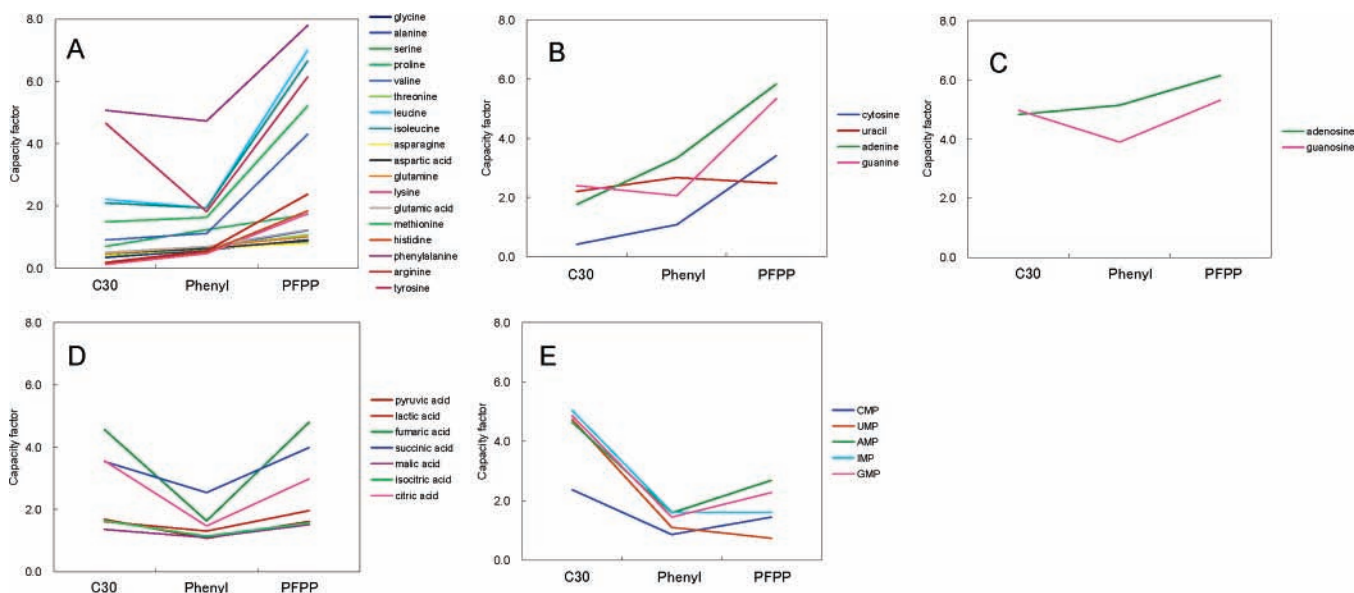 A
8.0
6.0
4.0
2.0
0.0
Capacity factor
C30 Phenyl PFPP
glycine
alanine
serine
proline
valine
threonine
leucine
isoleucine
asparagine
aspartic acid
glutamine
lysine
glutamic acid
methionine
histidine
phenylalanine
arginine
tyrosine
B
8.0
6.0
4.0
2.0
0.0
Capacity factor
C30 Phenyl PFPP
cytosine
uracil
adenine
guanine
C
8.0
6.0
4.0
2.0
0.0
Capacity factor
C30 Phenyl PFPP
adenosine
guanosine
D
8.0
6.0
4.0
2.0
0.0
Capacity factor
C30 Phenyl PFPP
pyruvic acid
lactic acid
fumaric acid
succinic acid
malic acid
isocitric acid
citric acid
E
8.0
6.0
4.0
2.0
0.0
Capacity factor
C30 Phenyl PFPP
CMP
UMP
AMP
IMP
GMP